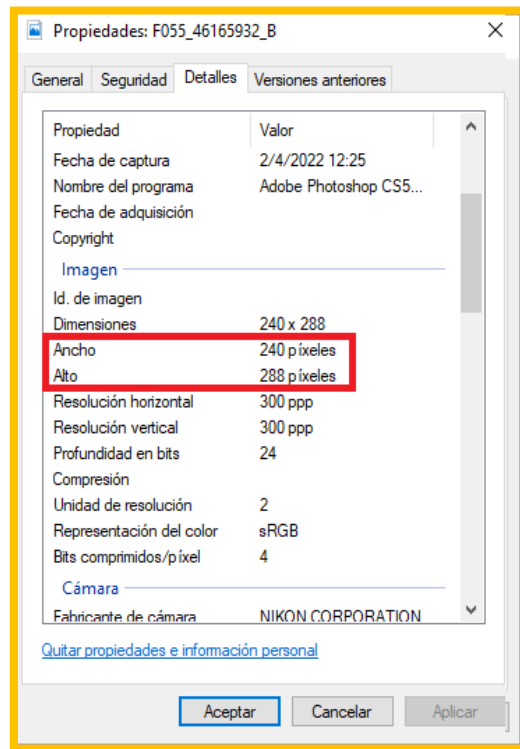 Propiedades: F055_46165932_B
General Seguridad Detalles Versiones anteriores
Propiedad Valor
Fecha de captura 2/4/2022 12:25
Nombre del programa Adobe Photoshop CS5...
Fecha de adquisición
Copyright
Imagen
Id. de imagen
Dimensiones 240 x 288
Ancho 240 píxeles
Alto 288 píxeles
Resolución horizontal 300 ppp
Resolución vertical 300 ppp
Profundidad en bits 24
Compresión
Unidad de resolución 2
Representación del color sRGB
Bits comprimidos/píxel 4
Cámara
Fabricante de cámara NIKON CORPORATION
Quitar propiedades e información personal
Aceptar Cancelar Aplicar